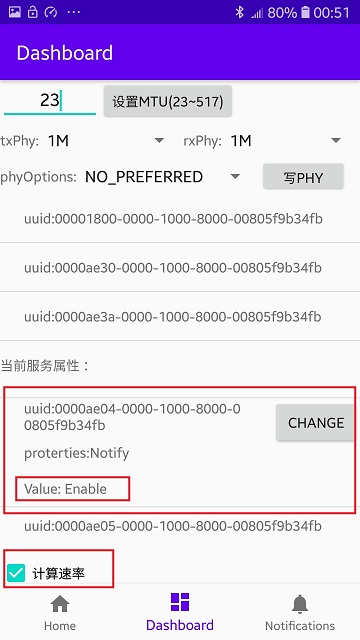 80% 00:51
Dashboard
23 设置MTU(23~517)
txPhy: 1M rxPhy: 1M
phyOptions: NO_PREFERRED 写PHY
uuid:00001800-0000-1000-8000-00805f9b34fb
uuid:0000ae30-0000-1000-8000-00805f9b34fb
uuid:0000ae3a-0000-1000-8000-00805f9b34fb
当前服务属性：
uuid:0000ae04-0000-1000-8000-0
0805f9b34fb
CHANGE
proterties:Notify
Value: Enable
uuid:0000ae05-0000-1000-8000-00805f9b34fb
计算速率
Home Dashboard Notifications